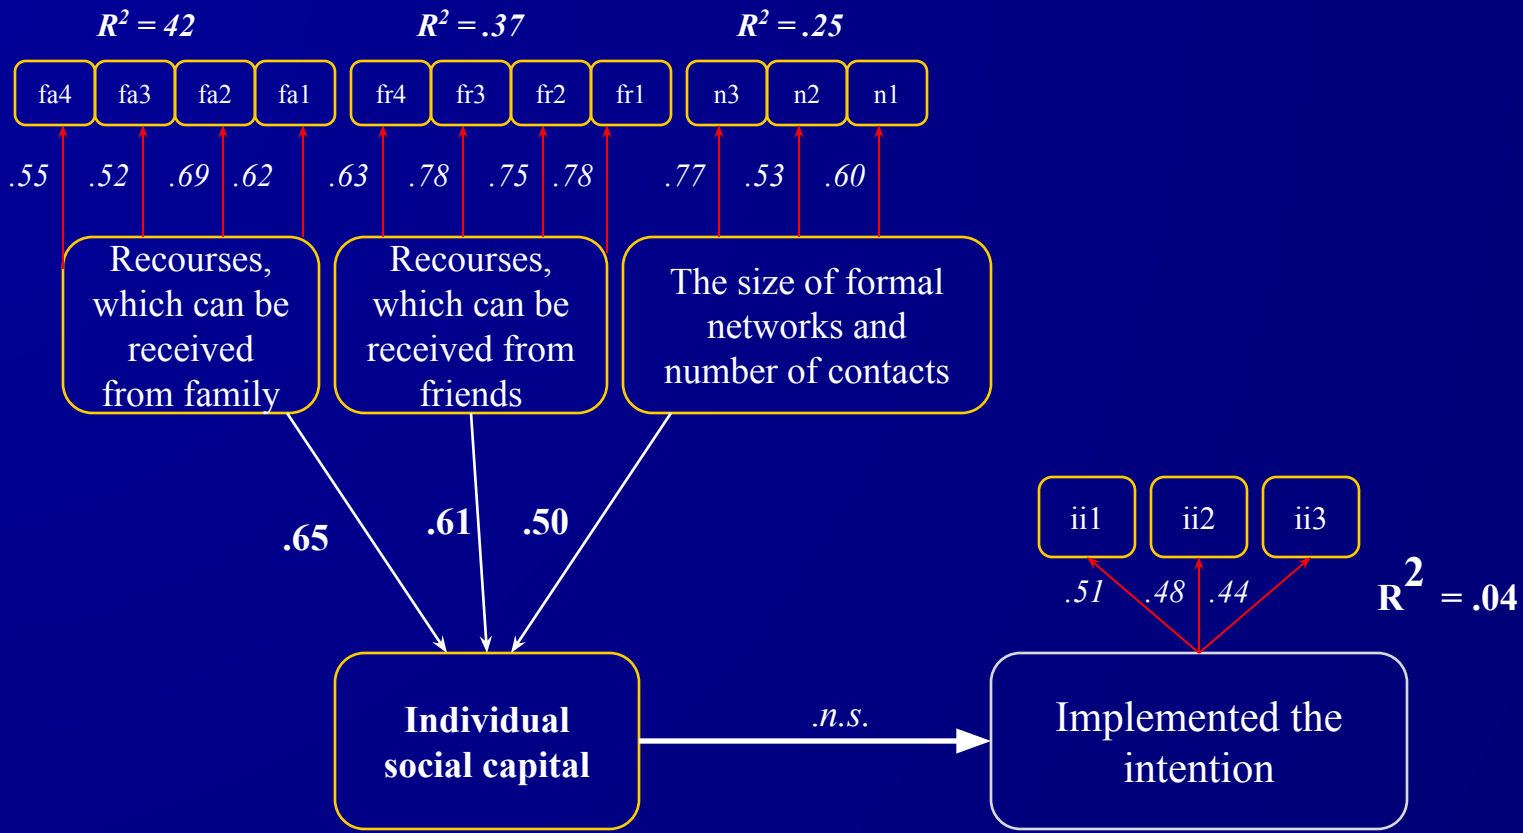 R² = 42 R² = .37 R² = .25
fa4 fa3 fa2 fa1 fr4 fr3 fr2 fr1 n3 n2 n1
.55 .52 .69 .62 .63 .78 .75 .78 .77 .53 .60
Recourses,
which can be
received
from family
Recourses,
which can be
received from
friends
The size of formal
networks and
number of contacts
.65 .61 .50
ii1 ii2 ii3
.51 .48 .44
R² = .04
Individual
social capital
.n.s.
Implemented the
intention